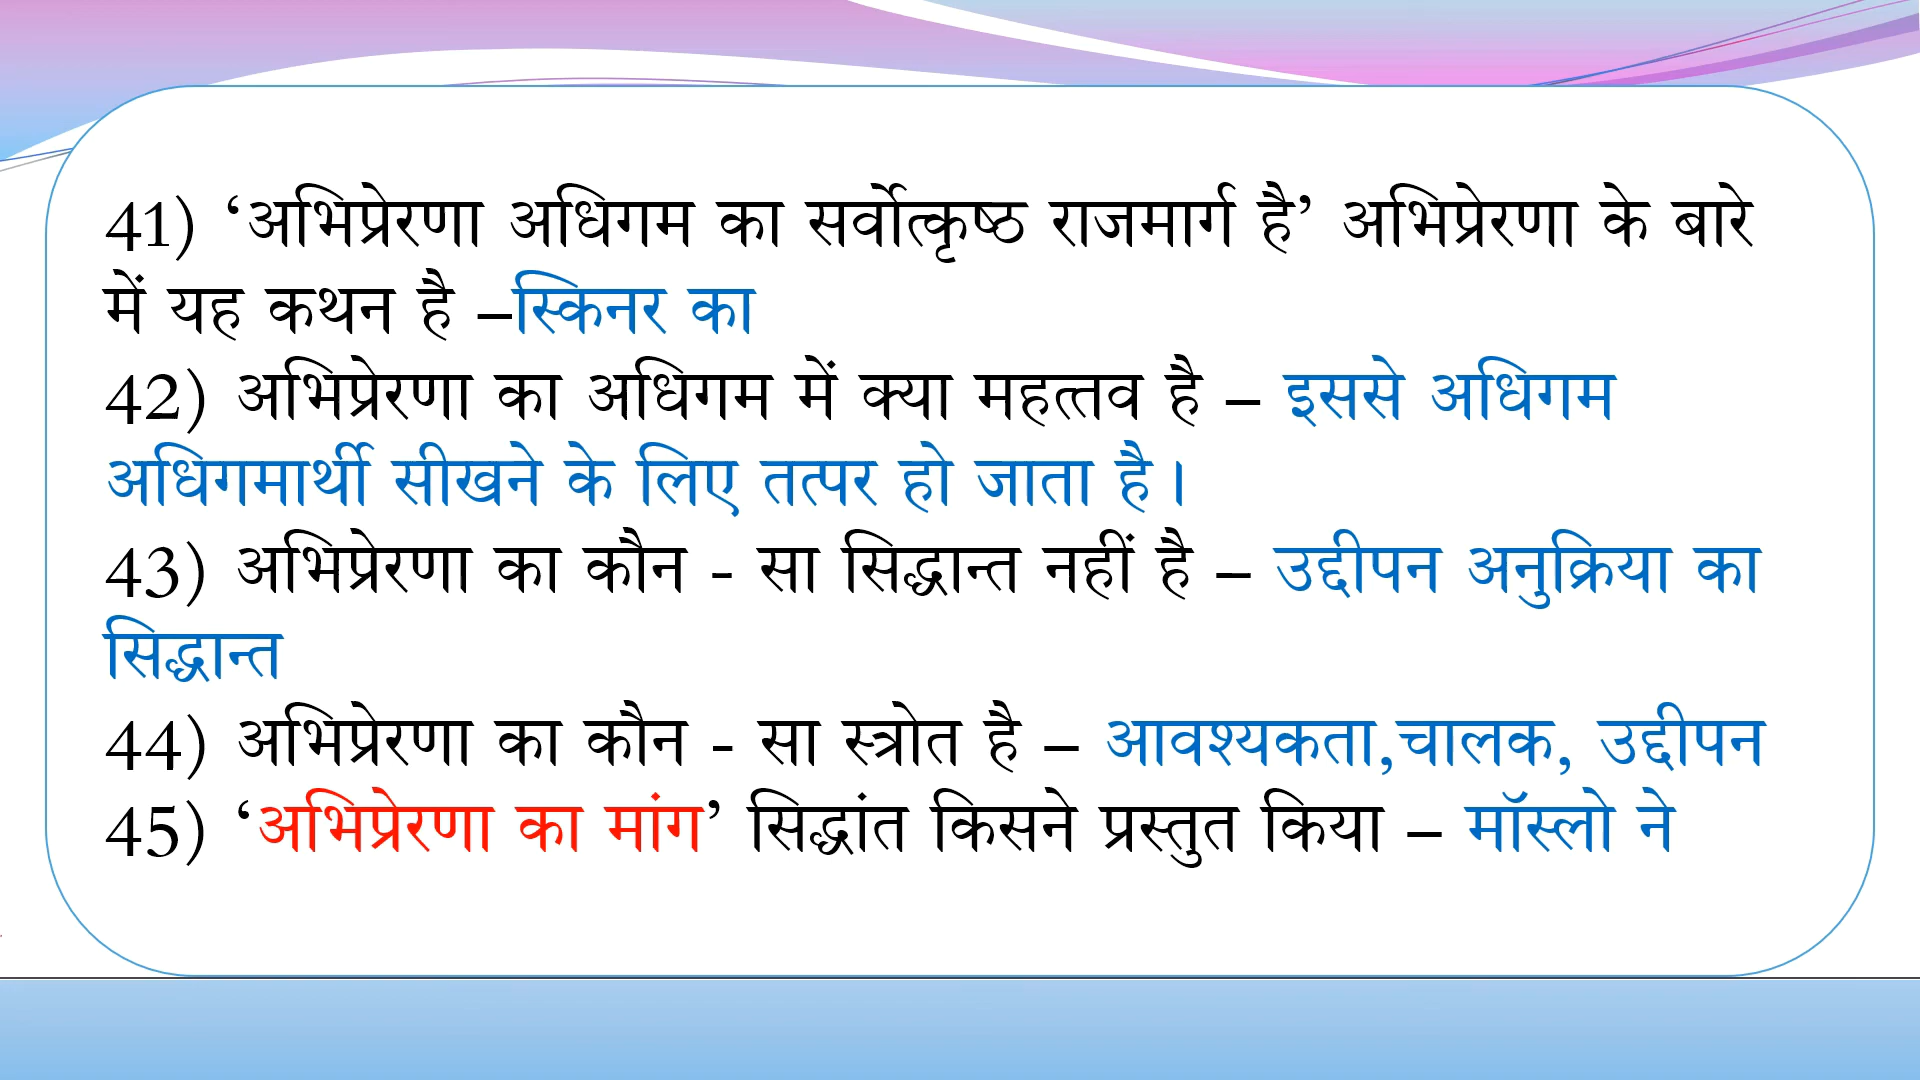 41) ‘अभिप्रेरणा अधिगम का सर्वोत्कृष्ठ राजमार्ग है’ अभिप्रेरणा के बारे
में यह कथन है –स्किनर का
42) अभिप्रेरणा का अधिगम में क्या महत्तव है – इससे अधिगम
अधिगमार्थी सीखने के लिए तत्पर हो जाता है।
43) अभिप्रेरणा का कौन - सा सिद्धान्त नहीं है – उद्दीपन अनुक्रिया का
सिद्धान्त
44) अभिप्रेरणा का कौन - सा स्त्रोत है – आवश्यकता,चालक, उद्दीपन
45) ‘अभिप्रेरणा का मांग’ सिद्धांत किसने प्रस्तुत किया – मॉस्लो ने